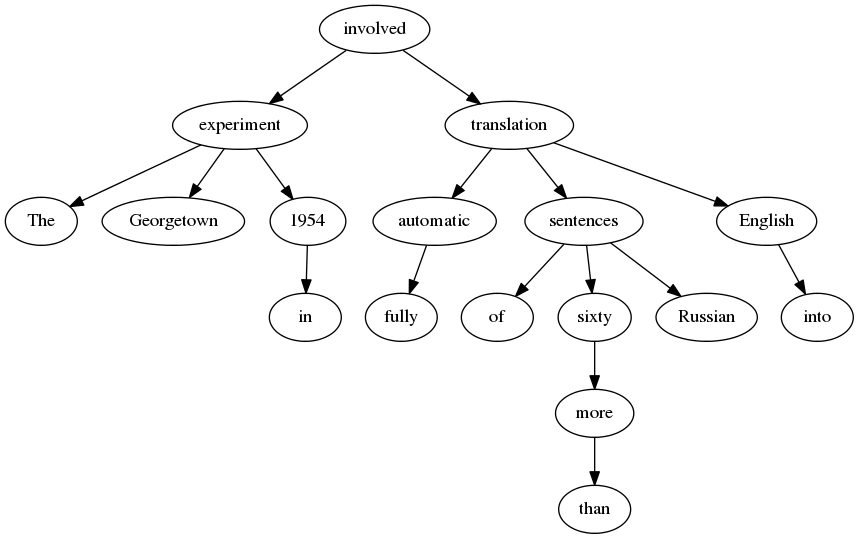 involved
experiment translation
The Georgetown 1954 automatic sentences English
in fully of sixty Russian into
more
than